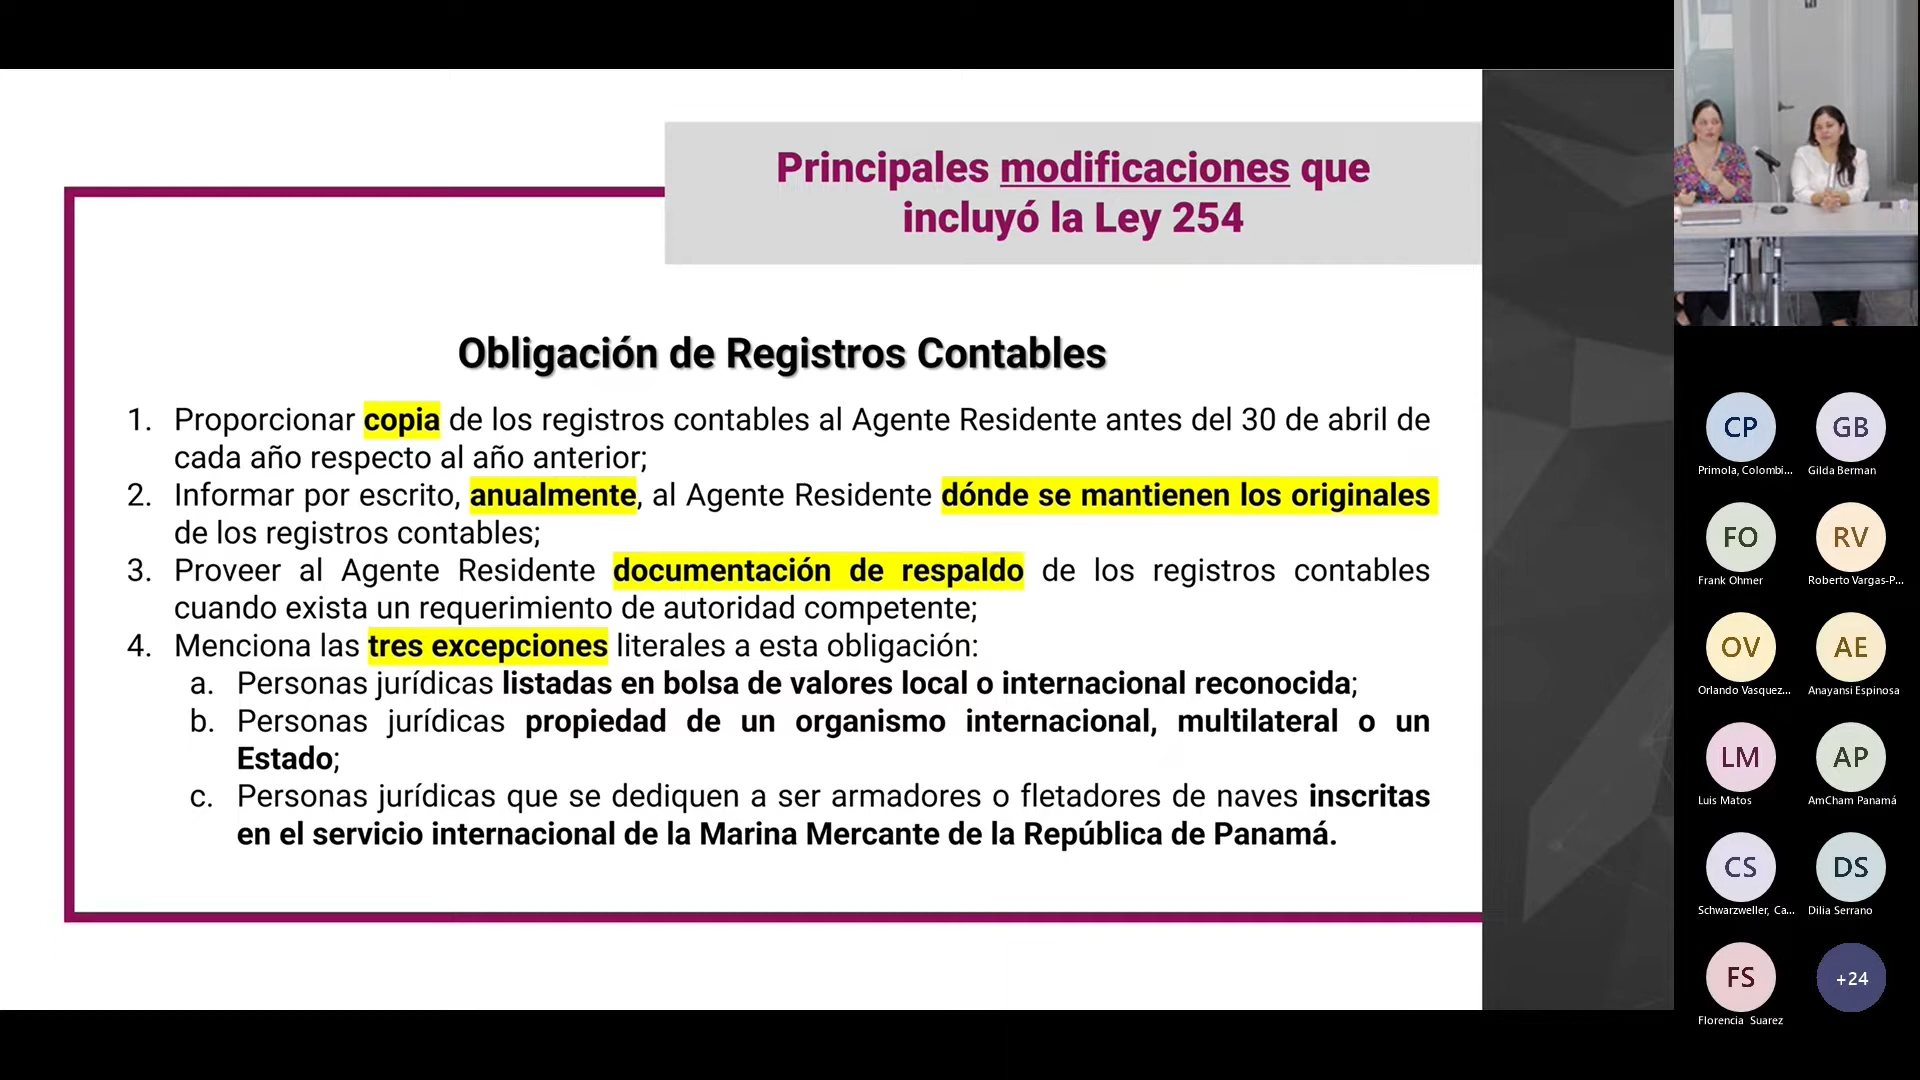 Principales modificaciones que
incluyó la Ley 254
Obligación de Registros Contables
1. Proporcionar copia de los registros contables al Agente Residente antes del 30 de abril de
cada año respecto al año anterior;
2. Informar por escrito, anualmente, al Agente Residente dónde se mantienen los originales
de los registros contables;
3. Proveer al Agente Residente documentación de respaldo de los registros contables
cuando exista un requerimiento de autoridad competente;
4. Menciona las tres excepciones literales a esta obligación:
a. Personas jurídicas listadas en bolsa de valores local o internacional reconocida;
b. Personas jurídicas propiedad de un organismo internacional, multilateral o un
Estado;
c. Personas jurídicas que se dediquen a ser armadores o fletadores de naves inscritas
en el servicio internacional de la Marina Mercante de la República de Panamá.
CP
Primola, Colombi...
GB
Gilda Berman
FO
Frank Ohmer
RV
Roberto Vargas-P...
OV
Orlando Vasquez...
AE
Anayansi Espinosa
LM
Luis Matos
AP
AmCham Panamá
CS
Schwarzweller, Ca...
DS
Dilia Serrano
FS
Florencia Suarez
+24